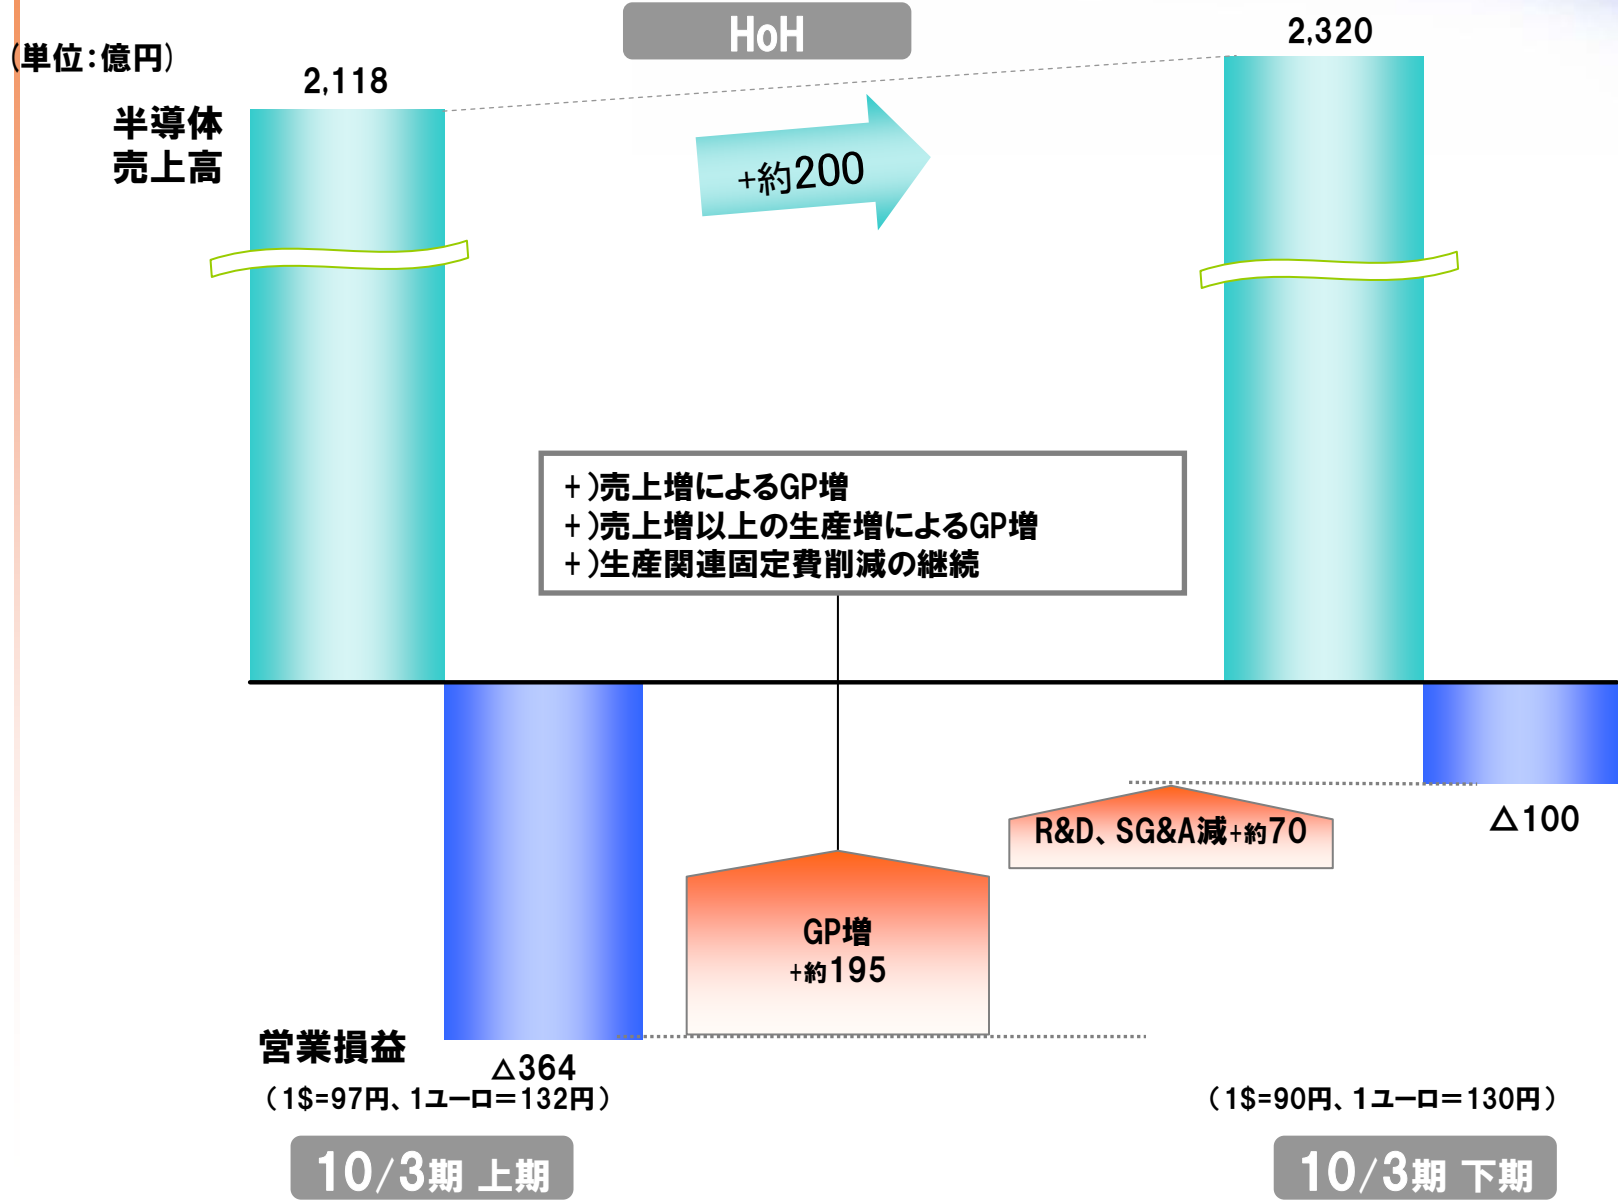 HoH
(単位：億円)
2,118
2,320
半導体
売上高
+約200
+）売上増によるGP増
+）売上増以上の生産増によるGP増
+）生産関連固定費削減の継続
R&D、SG&A減+約70
△100
GP増
+約195
営業損益
△364
（1$=97円、1ユーロ＝132円）
（1$=90円、1ユーロ＝130円）
10/3期 上期
10/3期 下期